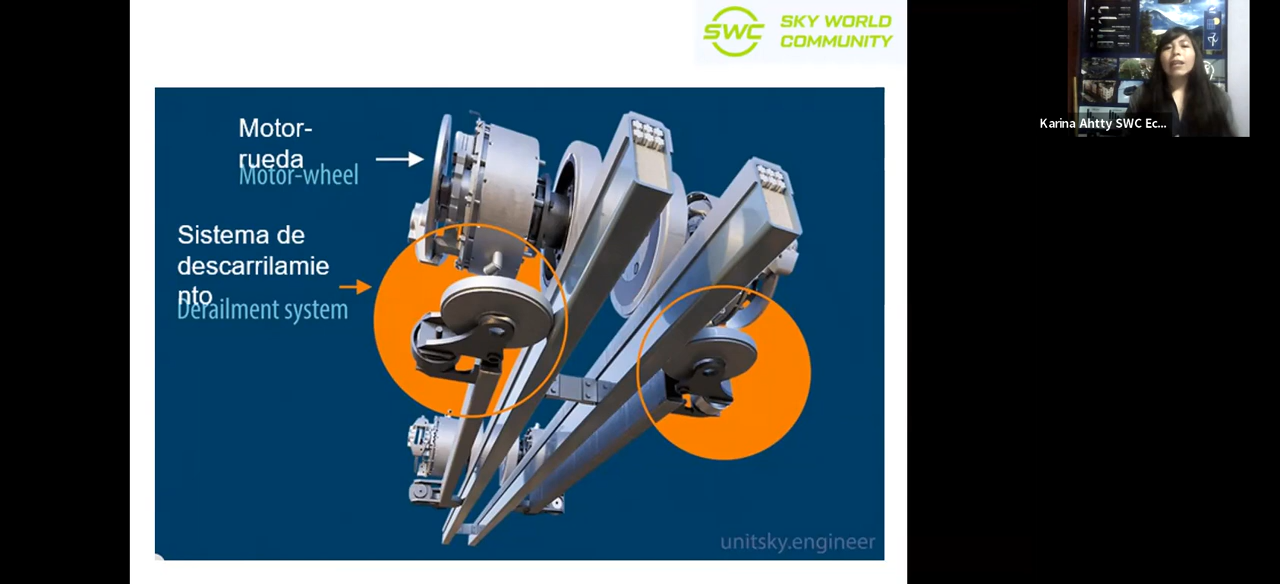 SWC
SKY WORLD
COMMUNITY
Motor-
rueda
Motor-wheel
Sistema de
descarrilamie
nto
Derailment system
unitsky.engineer
Karina Ahtty SWC Ec...